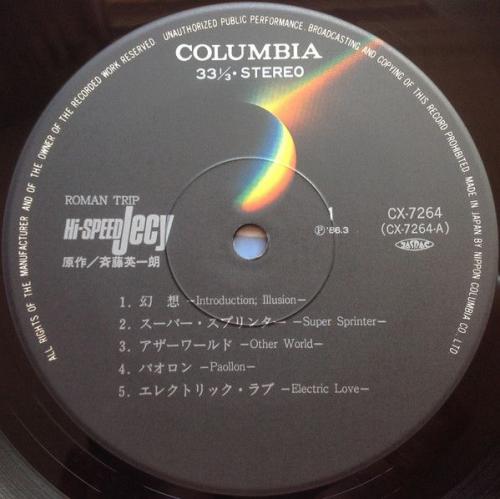 ALL RIGHTS OF THE MANUFACTURER AND OF THE OWNER OF THE RECORDED WORK RESERVED UNAUTHORIZED PUBLIC PERFORMANCE, BROADCASTING AND COPYING OF THIS RECORD PROHIBITED. MADE IN JAPAN BY NIPPON COLUMBIA CO. LTD
COLUMBIA
33 1/3・STEREO
ROMAN TRIP
Hi-SPEED Jecy
原作/斉藤英一朗
1
Ⓟ'86.3
CX-7264
(CX-7264-A)
JASRAC
1. 幻 想 −Introduction; Illusion−
2. スーパー・スプリンター −Super Sprinter−
3. アザーワールド −Other World−
4. パオロン −Paollon−
5. エレクトリック・ラブ −Electric Love−